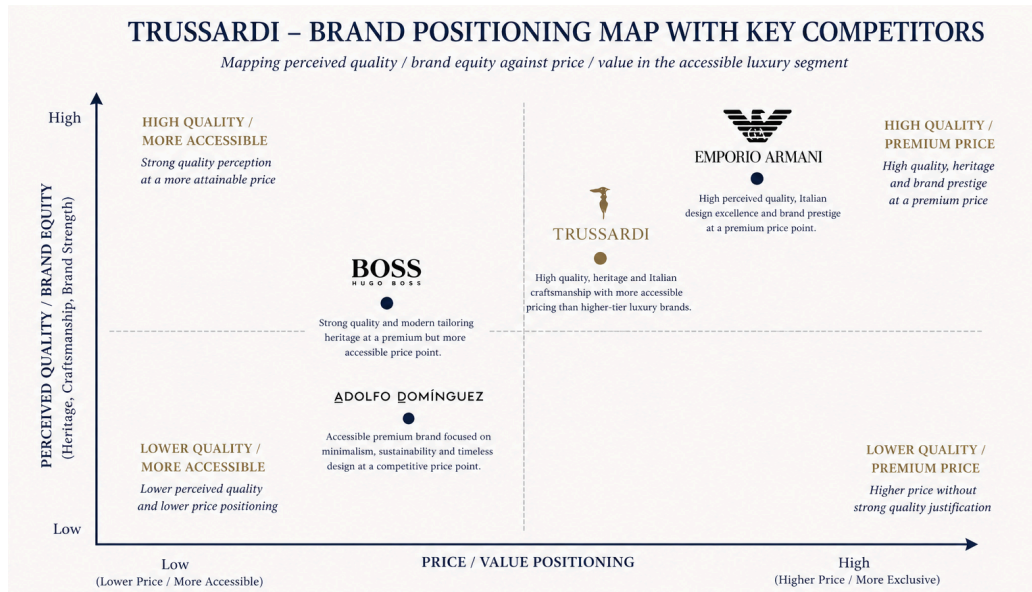 TRUSSARDI – BRAND POSITIONING MAP WITH KEY COMPETITORS
Mapping perceived quality / brand equity against price / value in the accessible luxury segment
High
PERCEIVED QUALITY / BRAND EQUITY
(Heritage, Craftsmanship, Brand Strength)
Low
HIGH QUALITY /
MORE ACCESSIBLE
Strong quality perception
at a more attainable price
EMPORIO ARMANI
High perceived quality, Italian
design excellence and brand prestige
at a premium price point.
HIGH QUALITY /
PREMIUM PRICE
High quality, heritage
and brand prestige
at a premium price
TRUSSARDI
High quality, heritage and Italian
craftsmanship with more accessible
pricing than higher-tier luxury brands.
BOSS
HUGO BOSS
Strong quality and modern tailoring
heritage at a premium but more
accessible price point.
ADOLFO DOMÍNGUEZ
Accessible premium brand focused on
minimalism, sustainability and timeless
design at a competitive price point.
LOWER QUALITY /
MORE ACCESSIBLE
Lower perceived quality
and lower price positioning
LOWER QUALITY /
PREMIUM PRICE
Higher price without
strong quality justification
Low
(Lower Price / More Accessible)
PRICE / VALUE POSITIONING
High
(Higher Price / More Exclusive)